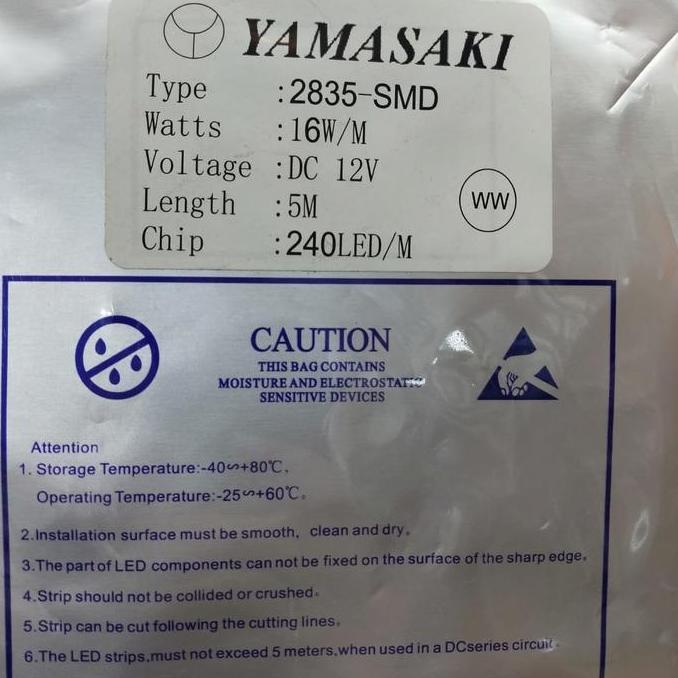 YAMASAKI
Type :2835-SMD
Watts :16W/M
Voltage :DC 12V
Length :5M
WW
Chip :240LED/M
CAUTION
THIS BAG CONTAINS
MOISTURE AND ELECTROSTATIC
SENSITIVE DEVICES
Attention
1. Storage Temperature:-40∽+80℃。
Operating Temperature:-25∽+60℃。
2.Installation surface must be smooth, clean and dry。
3.The part of LED components can not be fixed on the surface of the sharp edge。
4.Strip should not be collided or crushed。
5.Strip can be cut following the cutting lines。
6.The LED strips,must not exceed 5 meters,when used in a DCseries circuit。